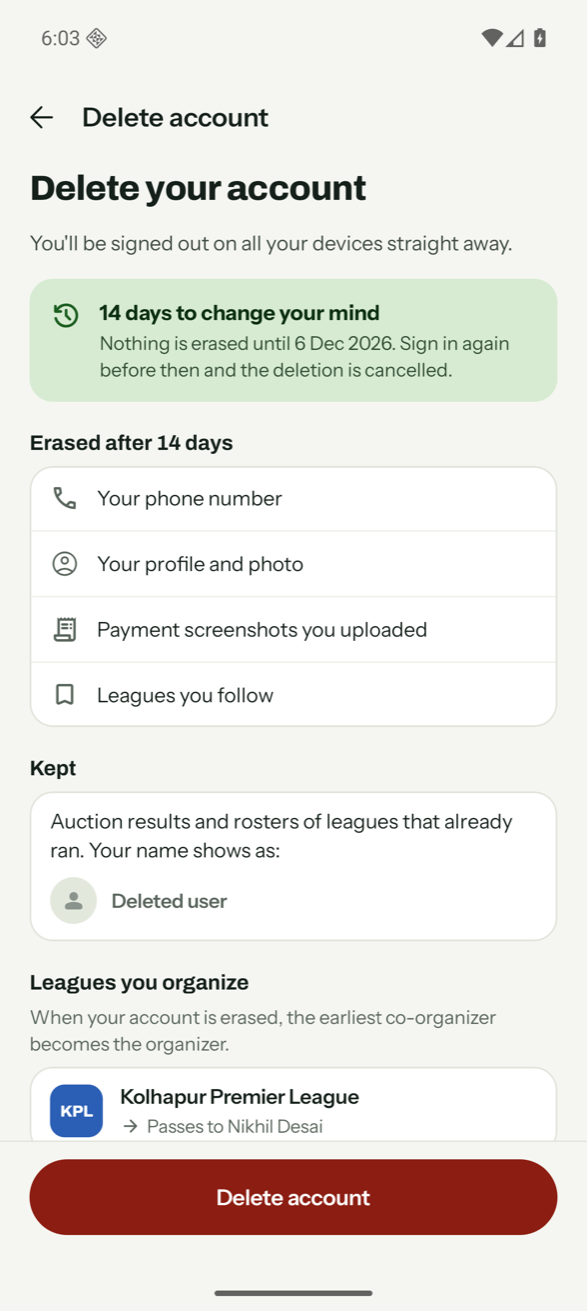 6:03
Delete account
Delete your account
You'll be signed out on all your devices straight away.
14 days to change your mind
Nothing is erased until 6 Dec 2026. Sign in again
before then and the deletion is cancelled.
Erased after 14 days
Your phone number
Your profile and photo
Payment screenshots you uploaded
Leagues you follow
Kept
Auction results and rosters of leagues that already
ran. Your name shows as:
Deleted user
Leagues you organize
When your account is erased, the earliest co-organizer
becomes the organizer.
KPL
Kolhapur Premier League
→ Passes to Nikhil Desai
Delete account